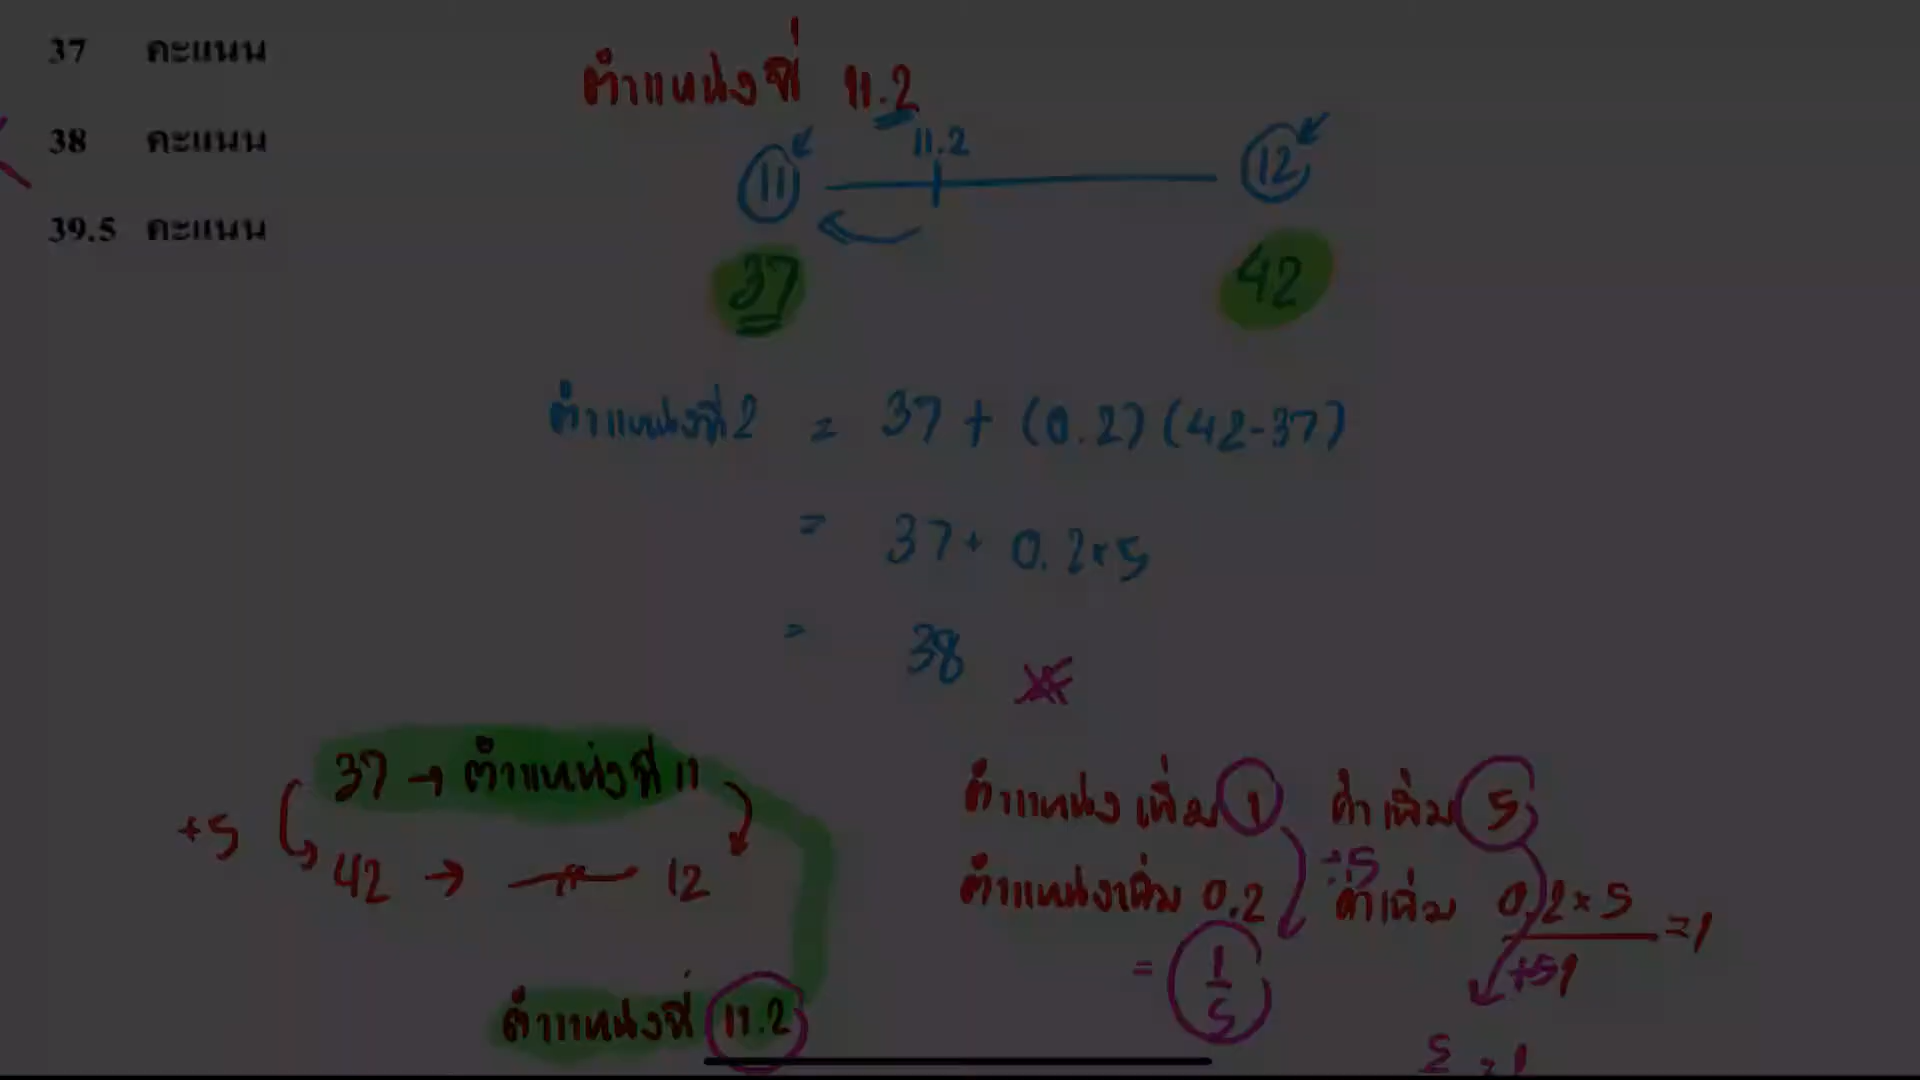 37 คะแนน
38 คะแนน
39.5 คะแนน
ตำแหน่งที่ 11.2
11.2
11 12
37 42
ตำแหน่งที่ 2 = 37 + (0.2)(42-37)
= 37 + 0.2×5
= 38
37 → ตำแหน่งที่ 11
+5
42 → 12
ตำแหน่งที่ 11.2
ตำแหน่งเพิ่ม 1 ค่าเพิ่ม 5
÷5
ตำแหน่งเพิ่ม 0.2 ค่าเพิ่ม 0.2×5 = 1
1
= 1/5
÷5
5 = 1